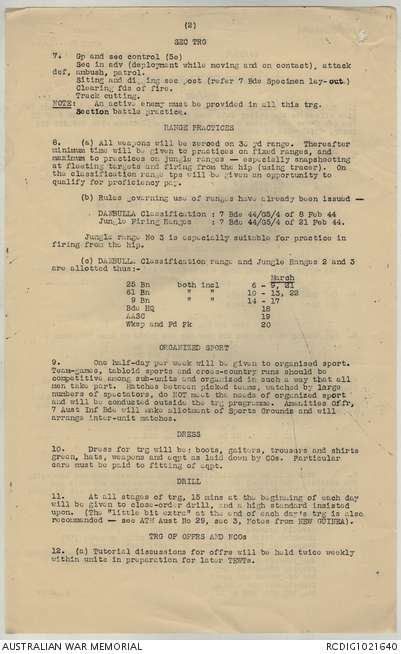 (2)
SEC TRG
7. Gp and sec control (5e)
Sec in adv (deployment while moving and on contact), attack
def, ambush, patrol.
Siting and digging sec post (refer 7 Bde Specimen lay-out.)
Clearing fds of fire.
Track cutting.
NOTE: An active enemy must be provided in all this trg.
Section battle practice.
RANGE PRACTICES
8. (a) All weapons will be zeroed on 30 yd range. Thereafter
minimum time will be given to practices on fixed ranges, and
maximum to practices on jungle ranges — especially snapshooting
at fleeting targets and firing from the hip (using tracer). On
the classification range tps will be given an opportunity to
qualify for proficiency pay.
(b) Rules governing use of ranges have already been issued —
DANBULLA Classification : 7 Bde 44/G5/4 of 8 Feb 44
Jungle Firing Ranges : 7 Bde 44/G5/4 of 21 Feb 44.
Jungle range No 3 is especially suitable for practice in
firing from the hip.
(c) DANBULLA Classification range and Jungle Ranges 2 and 3
are allotted thus:-
March
25 Bn both incl 6 - 9, 21
61 Bn " " 10 - 13, 22
9 Bn " " 14 - 17
Bde HQ 18
AASC 19
Wksp and Fd Pk 20
ORGANIZED SPORT
9. One half-day per week will be given to organised sport.
Team-games, tabloid sports and cross-country runs should be
competitive among sub-units and organized in such a way that all
men take part. Matches between picked teams, watched by large
numbers of spectators, do NOT meet the needs of organized sport
and will be conducted outside the trg programme. Amenities Offr,
7 Aust Inf Bde will make allotment of Sports Grounds and will
arrange inter-unit matches.
DRESS
10. Dress for trg will be: boots, gaiters, trousers and shirts
green, hats, weapons and eqpt as laid down by COs. Particular
care must be paid to fitting of eqpt.
DRILL
11. At all stages of trg, 15 mins at the beginning of each day
will be given to close-order drill, and a high standard insisted
upon. (The "little bit extra" at the end of each day's trg is also
recommended — see ATM Aust No 29, sec 3, Notes from NEW GUINEA).
TRG OF OFFRS AND NCOs
12. (a) Tutorial discussions for offrs will be held twice weekly
within units in preparation for later TEWTs.
AUSTRALIAN WAR MEMORIAL
RCDIG1021640